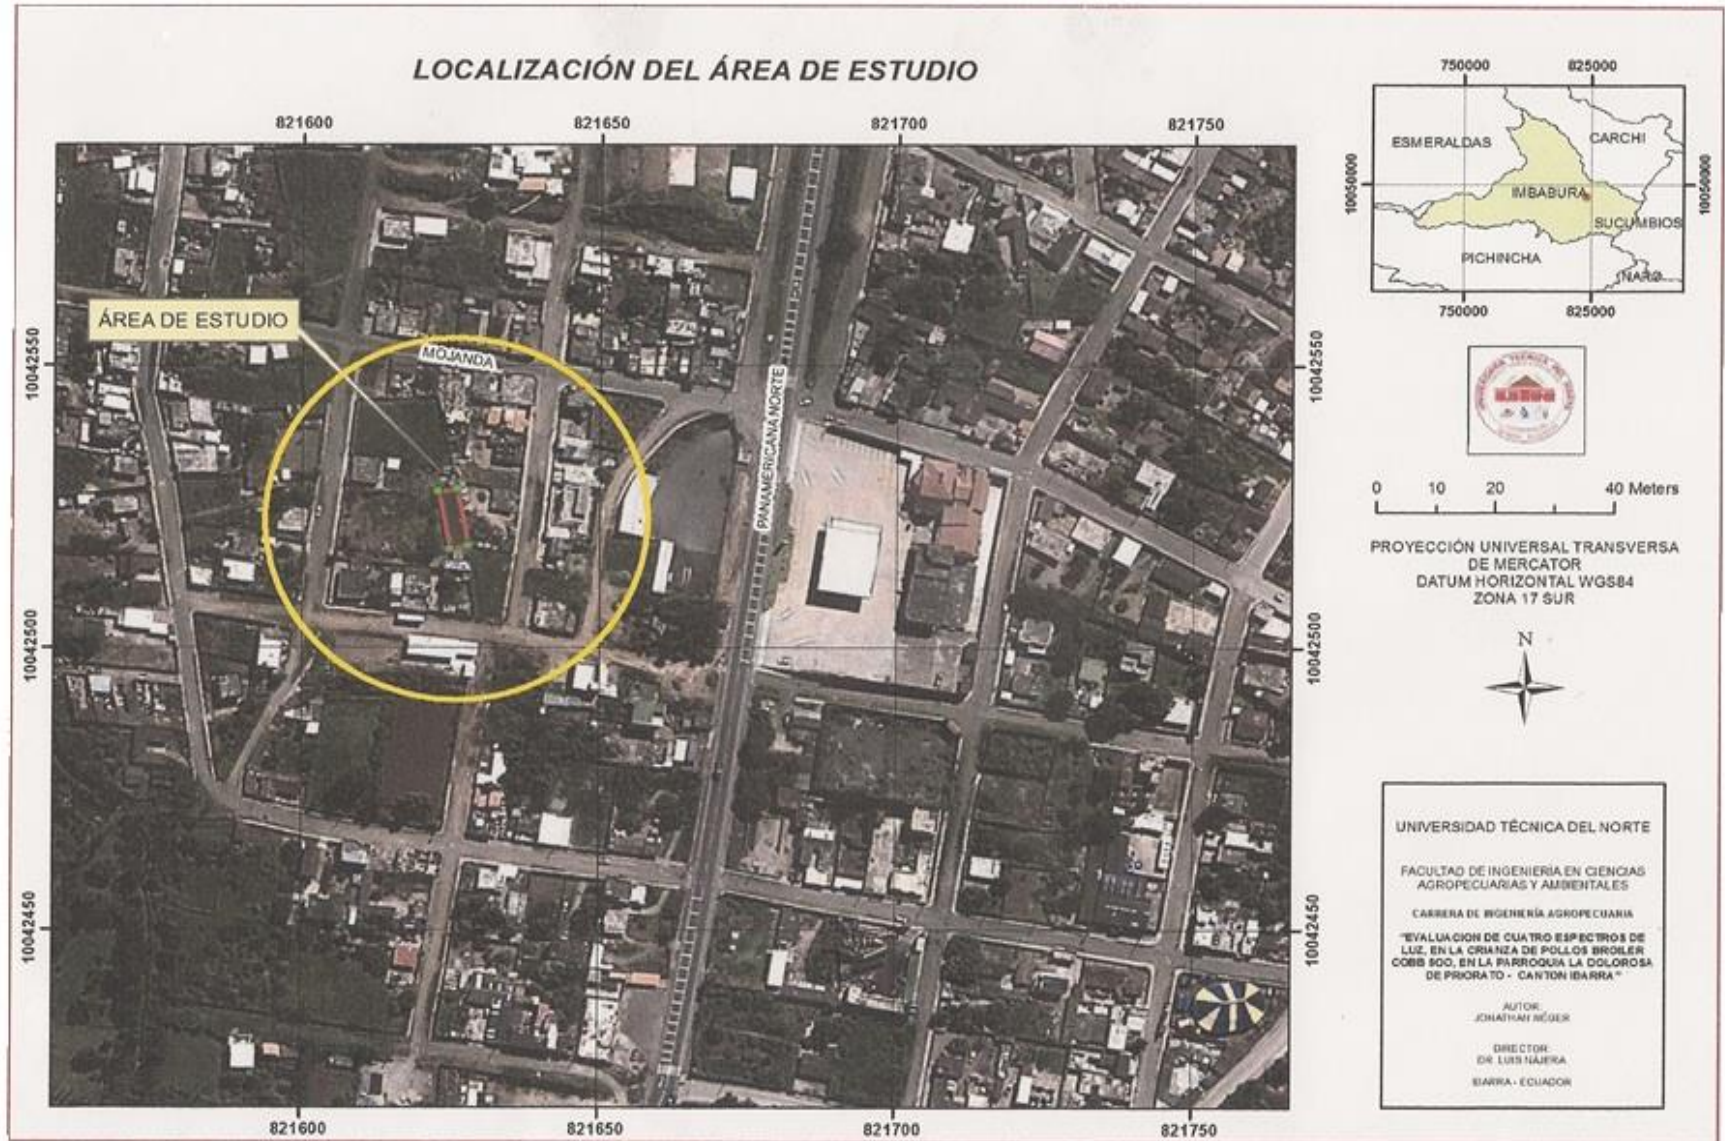 LOCALIZACIÓN DEL ÁREA DE ESTUDIO
821600 821650 821700 821750
10042550
10042500
10042450
10042550
10042500
10042450
821600 821650 821700 821750
ÁREA DE ESTUDIO
MOJANDA
PANAMERICANA NORTE
750000 825000
10050000
10050000
ESMERALDAS
CARCHI
IMBABURA
SUCUMBIOS
PICHINCHA
750000 825000
0 10 20 40 Meters
PROYECCIÓN UNIVERSAL TRANSVERSA
DE MERCATOR
DATUM HORIZONTAL WGS84
ZONA 17 SUR
N
UNIVERSIDAD TÉCNICA DEL NORTE
FACULTAD DE INGENIERÍA EN CIENCIAS
AGROPECUARIAS Y AMBIENTALES
CARRERA DE INGENIERÍA AGROPECUARIA
"EVALUACION DE CUATRO ESPECTROS DE
LUZ, EN LA CRIANZA DE POLLOS BROILER
COBB 500, EN LA PARROQUIA LA DOLOROSA
DE PRIORATO - CANTON IBARRA"
AUTOR:
JONATHAN
DIRECTOR:
DR. LUIS NÁJERA
IBARRA - ECUADOR